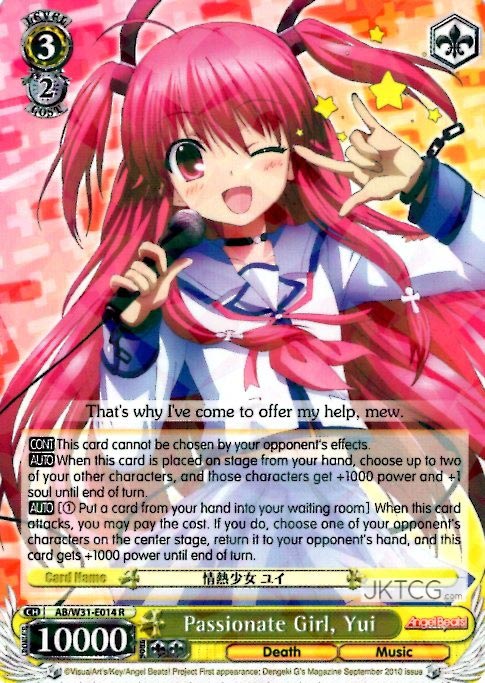 LEVEL
3
2
COST
That's why I've come to offer my help, mew.
CONT This card cannot be chosen by your opponent's effects.
AUTO When this card is placed on stage from your hand, choose up to two
of your other characters, and those characters get +1000 power and +1
soul until end of turn.
AUTO [① Put a card from your hand into your waiting room] When this card
attacks, you may pay the cost. If you do, choose one of your opponent's
characters on the center stage, return it to your opponent's hand, and this
card gets +1000 power until end of turn.
Card Name 情熱少女 ユイ
JKTCG.com
CH AB/W31-E014 R
Passionate Girl, Yui
Angel Beats!
POWER 10000 SOUL
Death Music
©VisualArt's/Key/Angel Beats! Project First appearance: Dengeki G's Magazine September 2010 issue